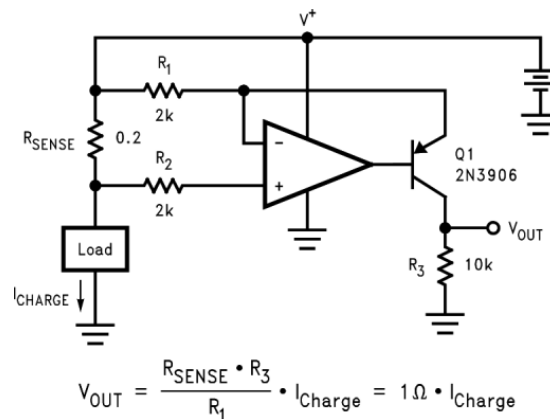 V+
R1
2k
RSENSE
0.2
R2
2k
-
+
Q1
2N3906
Load
VOUT
R3
10k
ICHARGE
VOUT = RSENSE • R3 / R1 • ICharge = 1Ω • ICharge